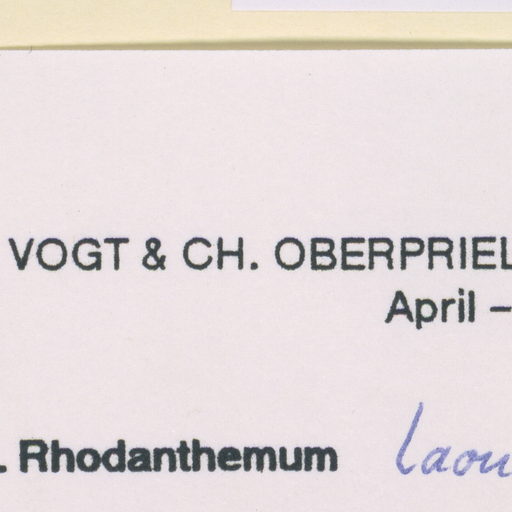 VOGT & CH. OBERPRIEL
April –
. Rhodanthemum laou